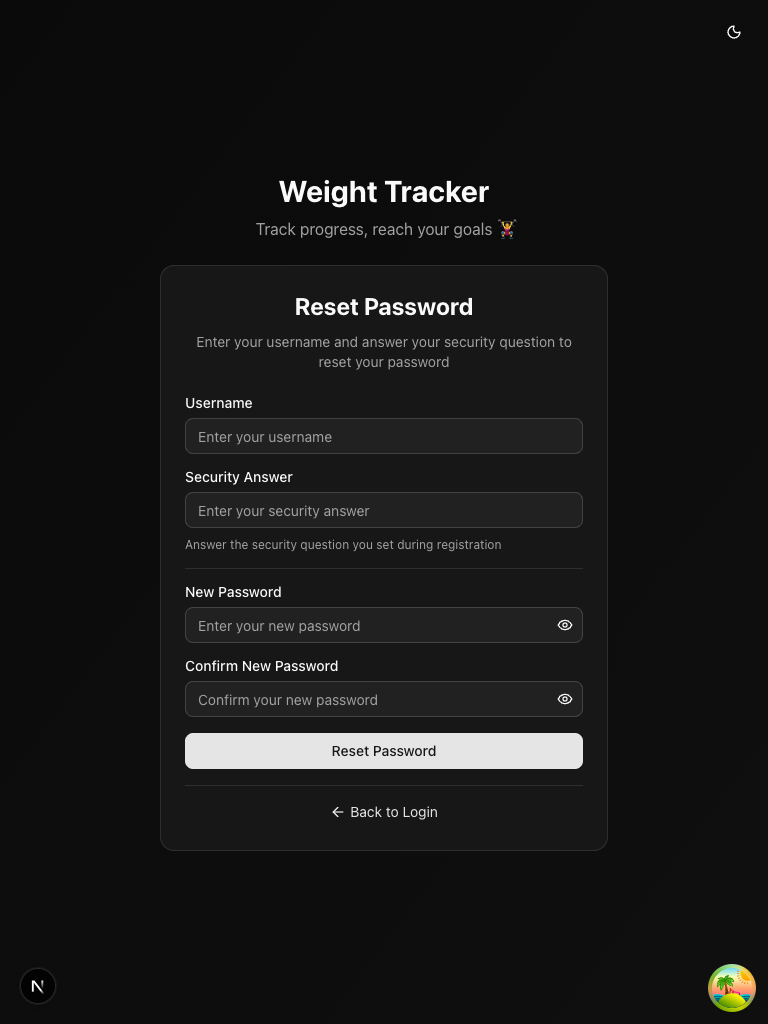 Weight Tracker
Track progress, reach your goals 🏋️‍♀️
Reset Password
Enter your username and answer your security question to
reset your password
Username
Enter your username
Security Answer
Enter your security answer
Answer the security question you set during registration
New Password
Enter your new password
Confirm New Password
Confirm your new password
Reset Password
← Back to Login
N